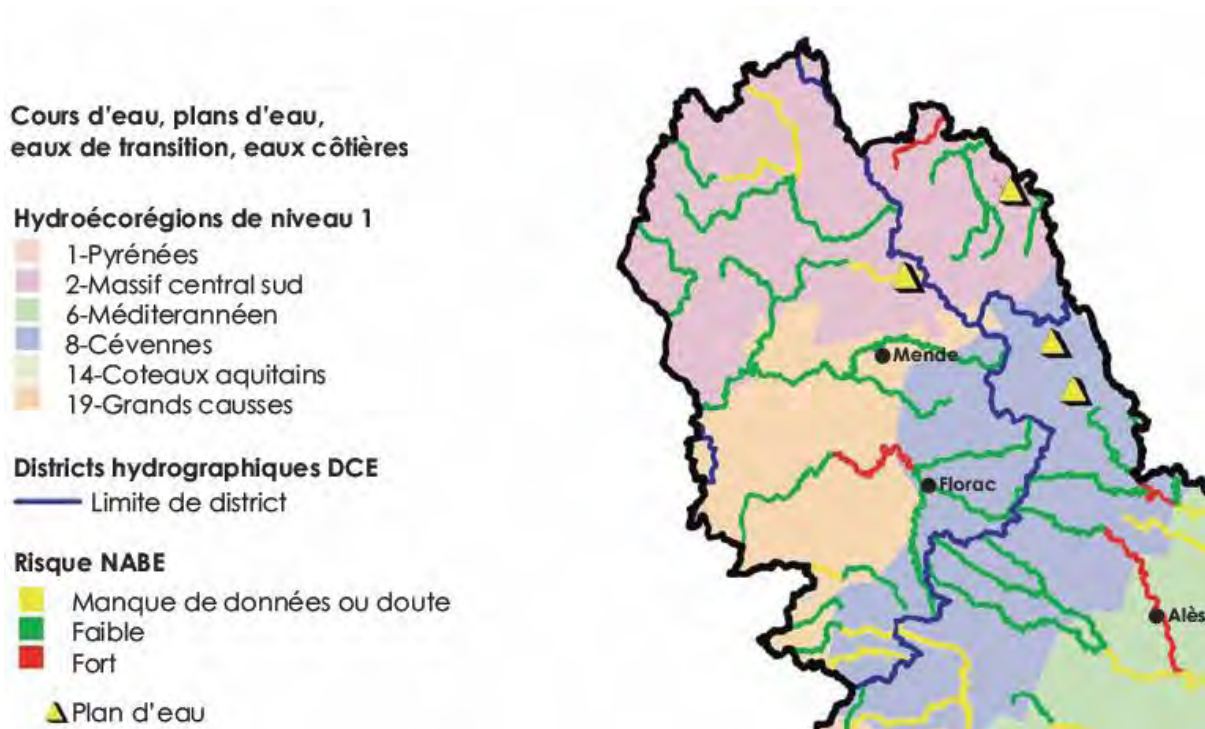 Cours d'eau, plans d'eau,
eaux de transition, eaux côtières
Hydroécorégions de niveau 1
1-Pyrénées
2-Massif central sud
6-Méditerannéen
8-Cévennes
14-Coteaux aquitains
19-Grands causses
Districts hydrographiques DCE
Limite de district
Risque NABE
Manque de données ou doute
Faible
Fort
Plan d'eau
Mende
Florac
Alès